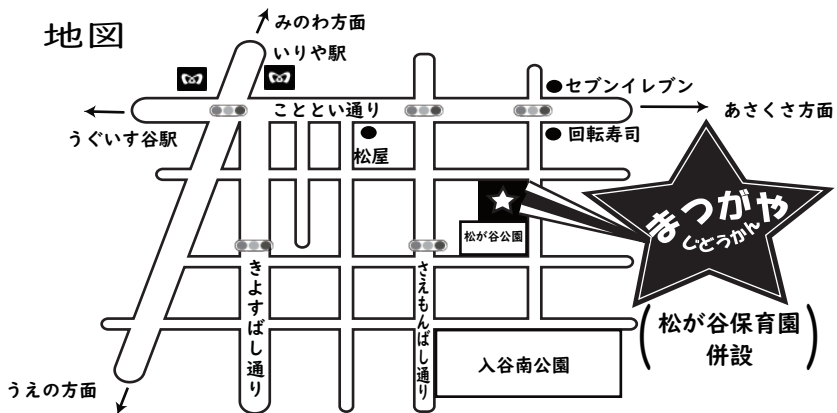 地図
みのわ方面
いりや駅
セブンイレブン
こととい通り
あさくさ方面
うぐいす谷駅
松屋
回転寿司
まつがや
じどうかん
松が谷公園
きよすばし通り
さえもんばし通り
(松が谷保育園
併設)
入谷南公園
うえの方面